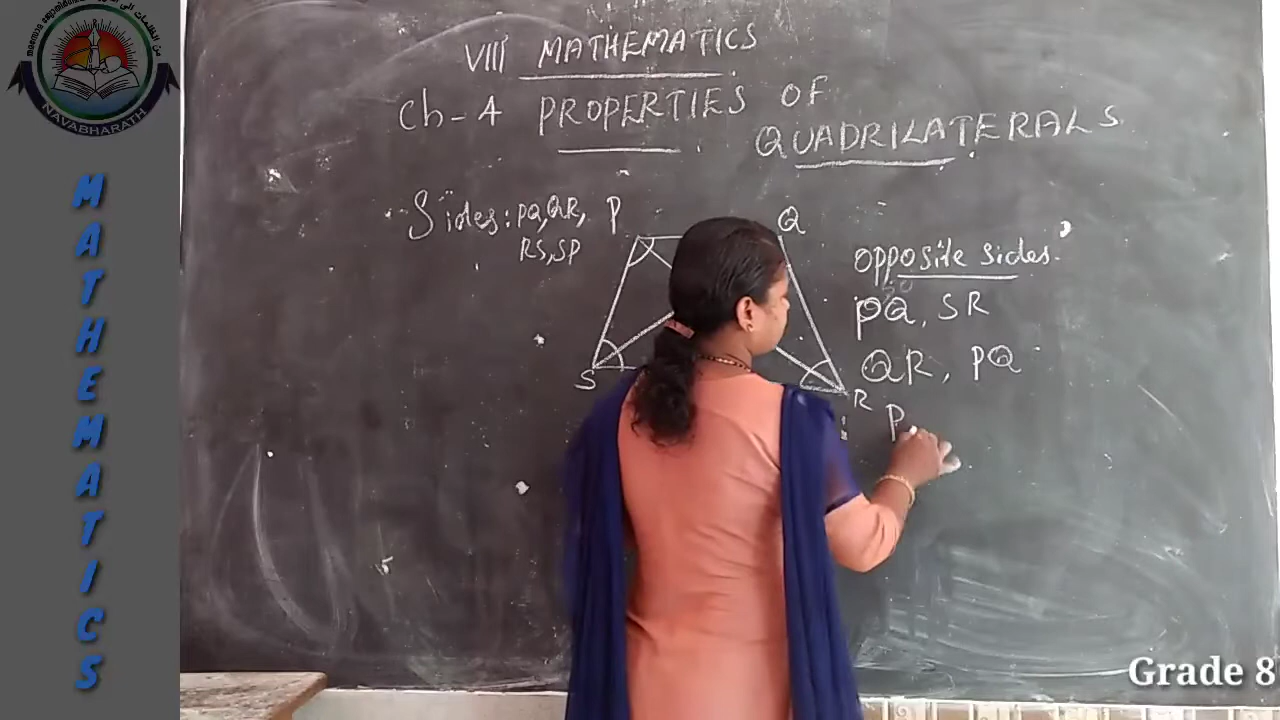 NAVABHARATH
MATHEMATICS
VIII MATHEMATICS
Ch-4 PROPERTIES OF
QUADRILATERALS
Sides: PQ, QR,
RS, SP
P
Q
S
R
opposite sides
PQ, SR
QR, PQ
P
Grade 8